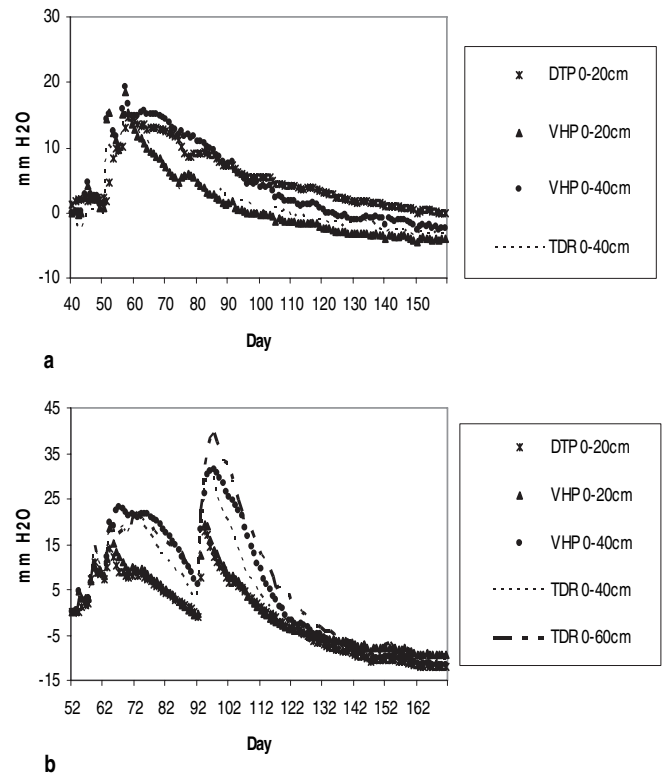 30
20
10
0
-10
mm H2O
40 50 60 70 80 90 100 110 120 130 140 150
Day
DTP 0-20cm
VHP 0-20cm
VHP 0-40cm
TDR 0-40cm
a
45
35
25
15
5
-5
-15
mm H2O
52 62 72 82 92 102 112 122 132 142 152 162
Day
DTP 0-20cm
VHP 0-20cm
VHP 0-40cm
TDR 0-40cm
TDR 0-60cm
b